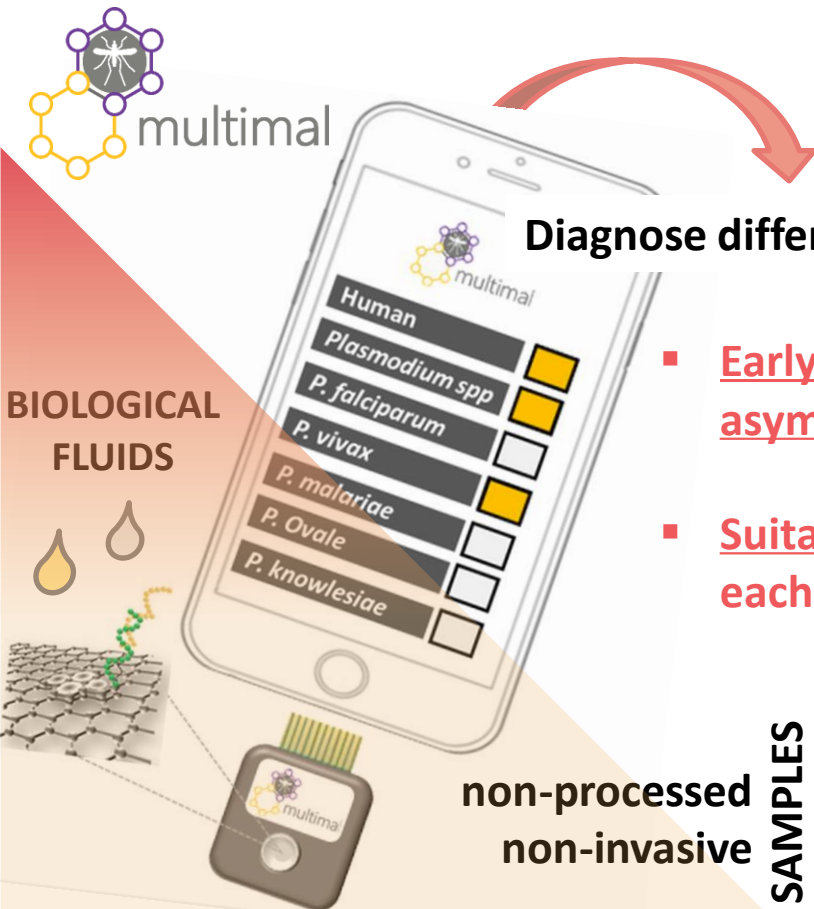 multimal
Diagnose differ
multimal
Human
Plasmodium spp
P. falciparum
P. vivax
P. malariae
P. Ovale
P. knowlesiae
Early
asym
Suita
each
BIOLOGICAL
FLUIDS
multimal
non-processed
non-invasive
SAMPLES